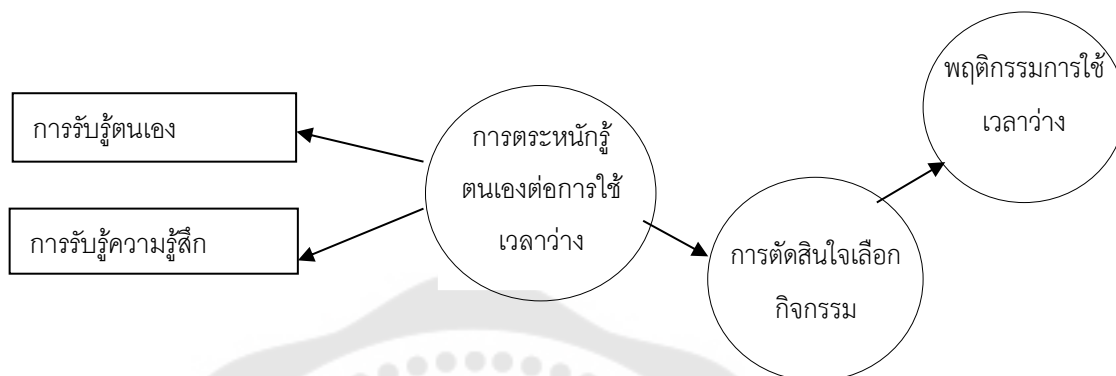 การรับรู้ตนเอง
การรับรู้ความรู้สึก
การตระหนักรู้
ตนเองต่อการใช้
เวลาว่าง
การตัดสินใจเลือก
กิจกรรม
พฤติกรรมการใช้
เวลาว่าง